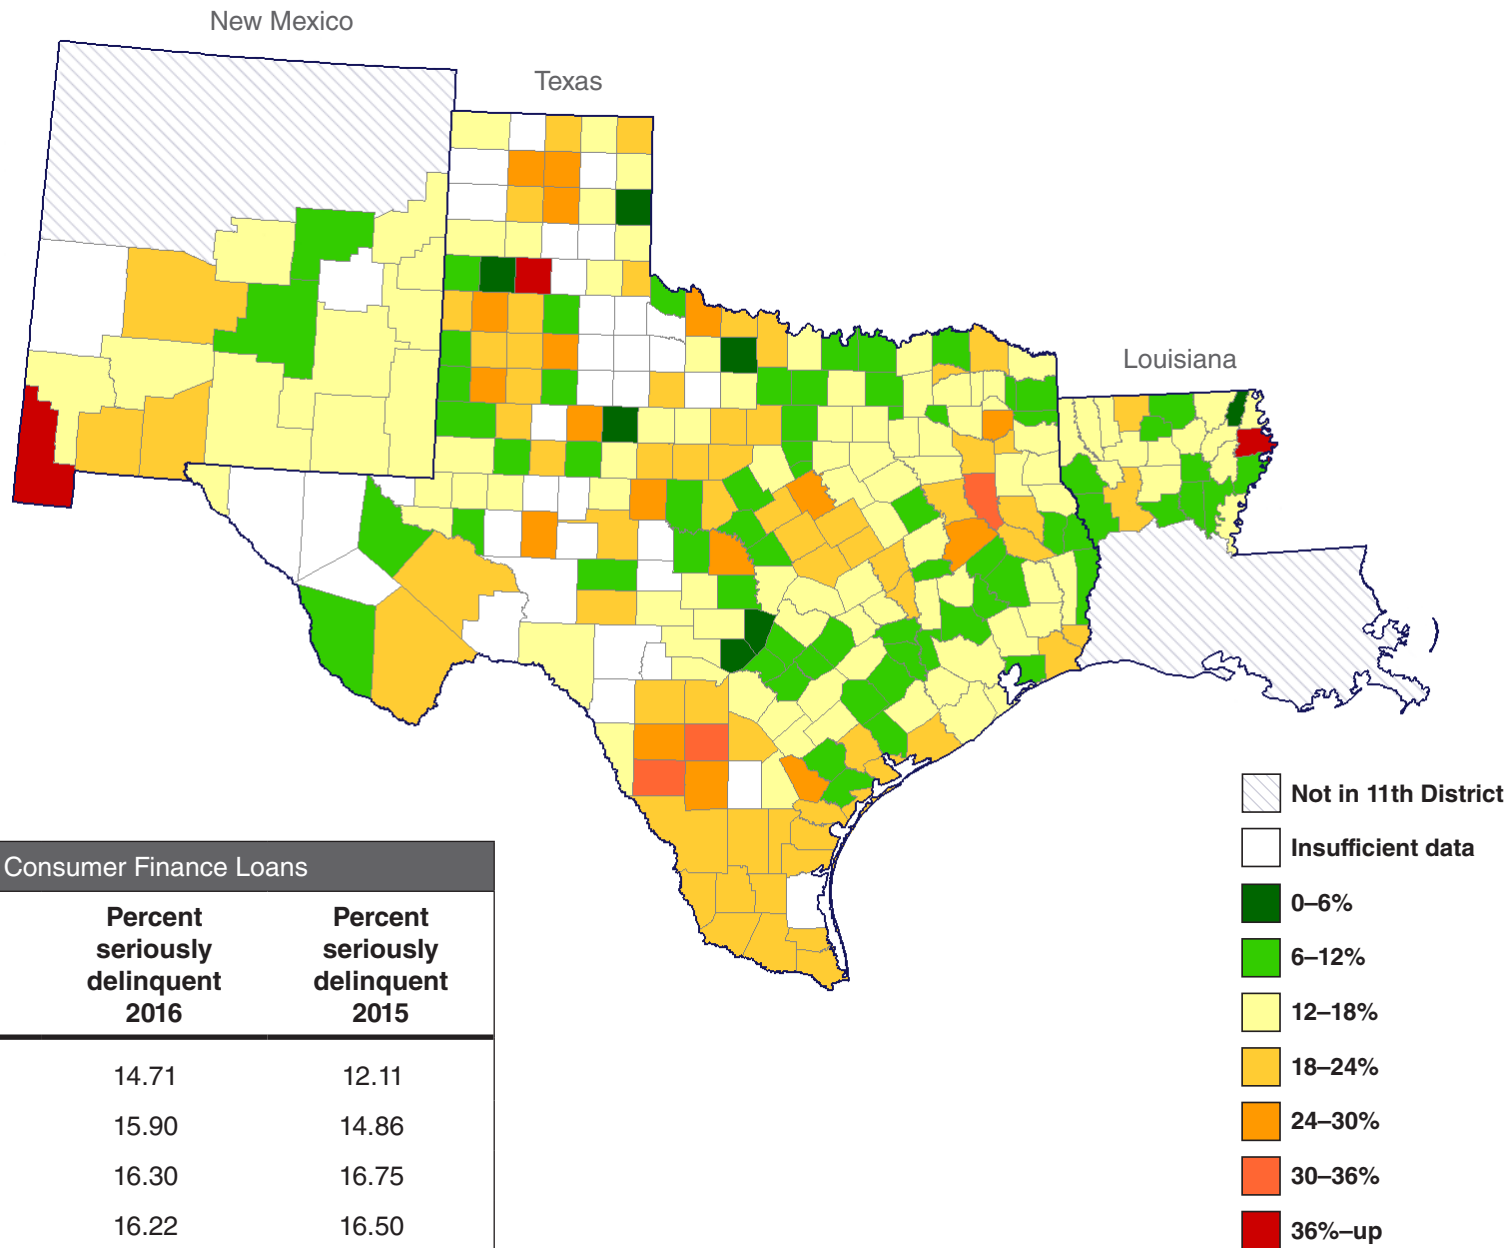 New Mexico
Texas
Louisiana
Not in 11th District
Insufficient data
0–6%
6–12%
12–18%
18–24%
24–30%
30–36%
36%–up
Consumer Finance Loans
Percent seriously delinquent 2016
Percent seriously delinquent 2015
14.71 12.11
15.90 14.86
16.30 16.75
16.22 16.50